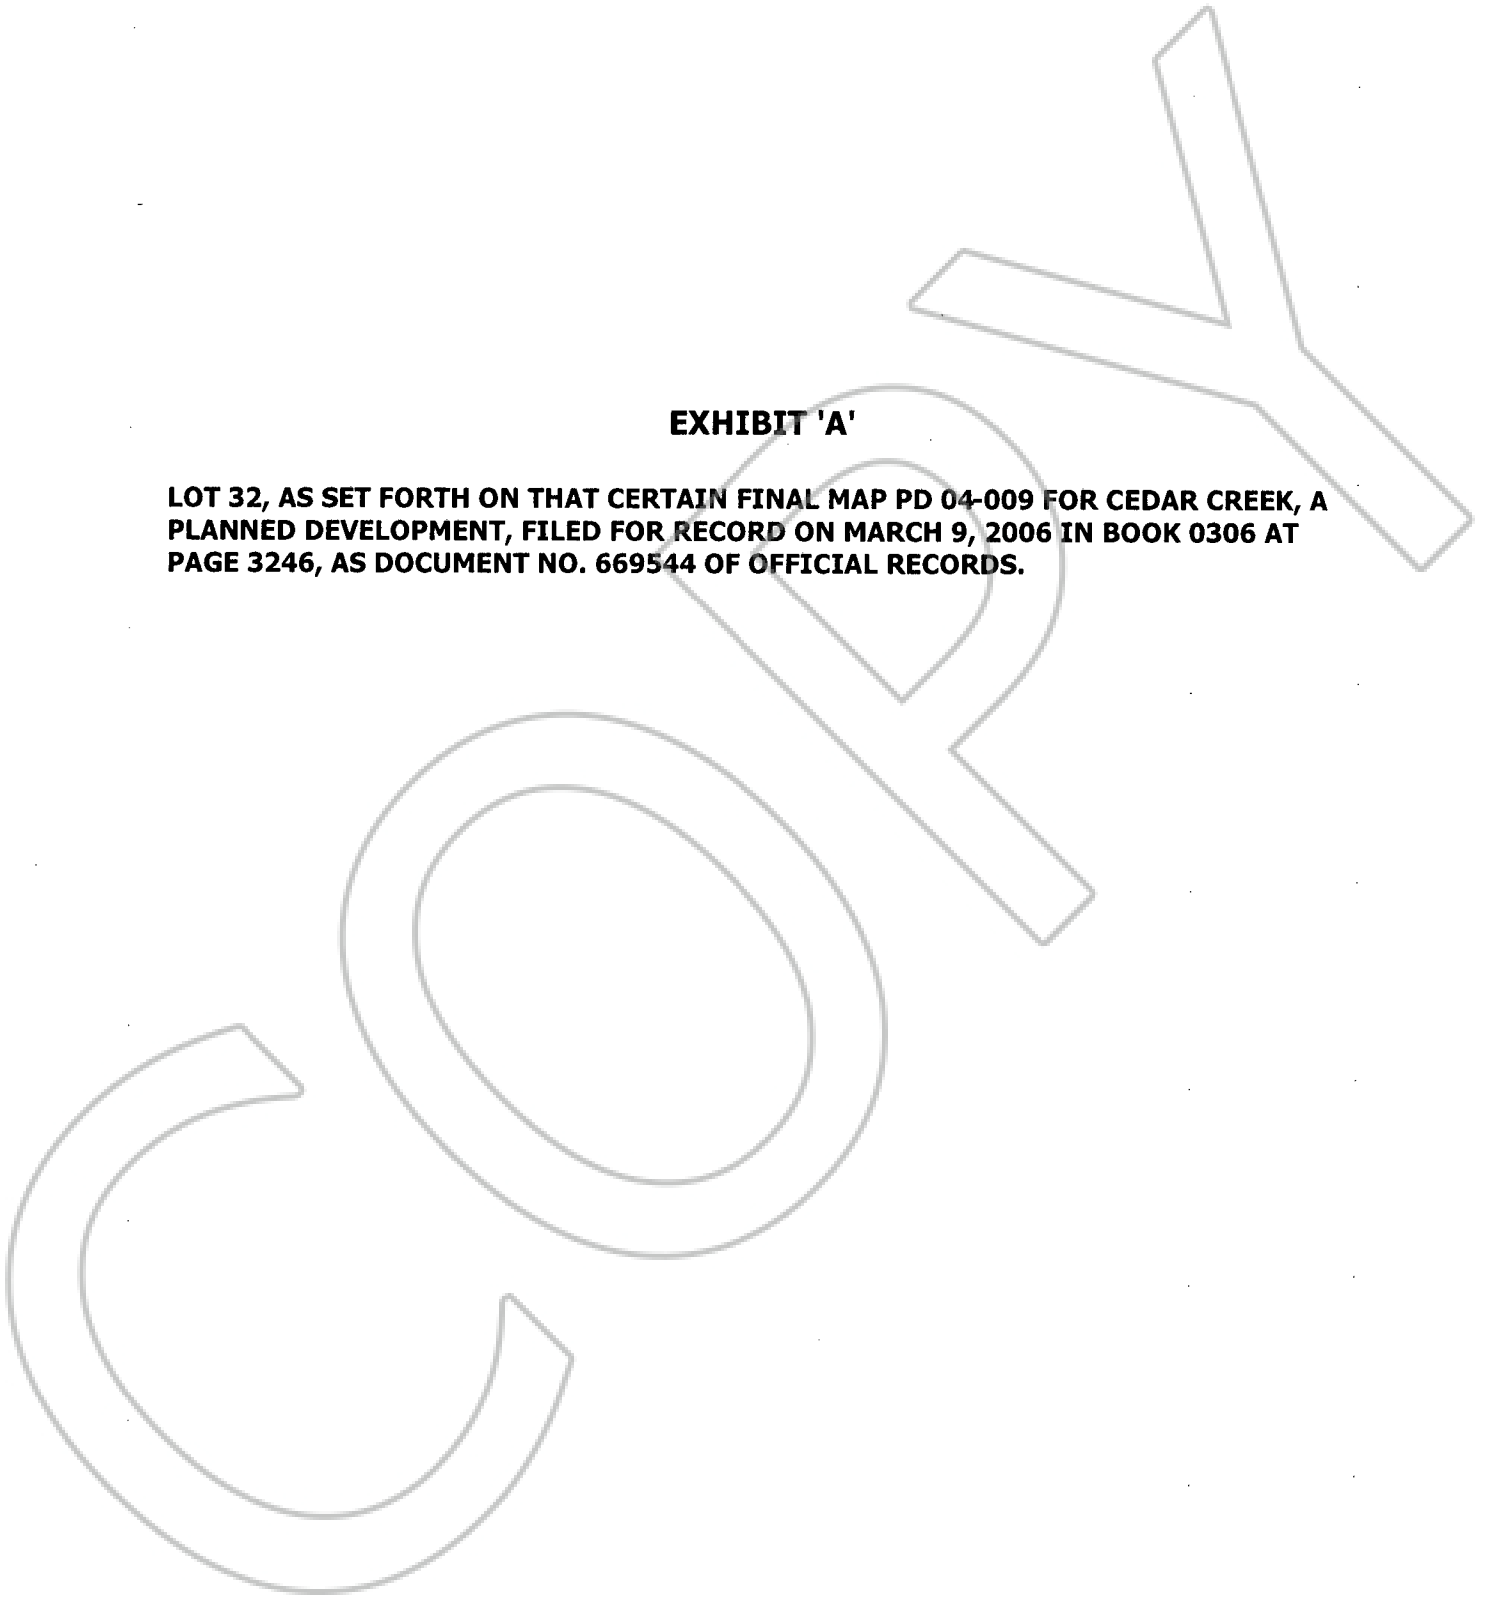 EXHIBIT 'A'
LOT 32, AS SET FORTH ON THAT CERTAIN FINAL MAP PD 04-009 FOR CEDAR CREEK, A
PLANNED DEVELOPMENT, FILED FOR RECORD ON MARCH 9, 2006 IN BOOK 0306 AT
PAGE 3246, AS DOCUMENT NO. 669544 OF OFFICIAL RECORDS.
COPY